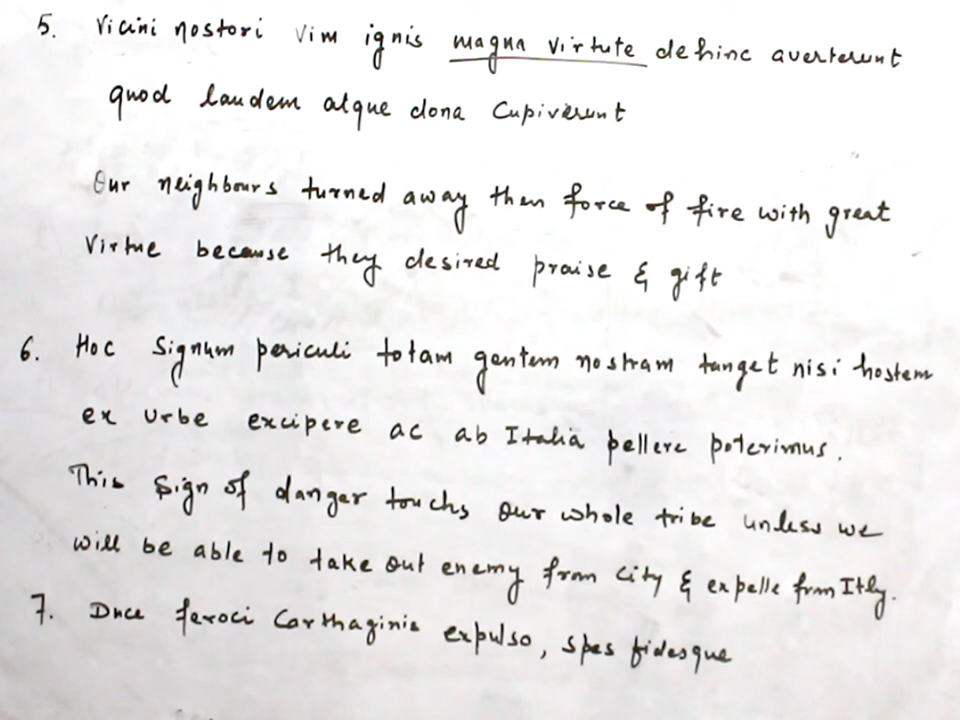 5. Vicini nostori vim ignis magna virtute dehinc averterunt
quod laudem atque dona cupiverunt
Our neighbours turned away then force of fire with great
virtue because they desired praise & gift
6. Hoc signum periculi totam gentem nostram tanget nisi hostem
ex urbe excipere ac ab Italia pellere poterimus.
This sign of danger touchs our whole tribe unless we
will be able to take out enemy from city & expelle from Itly.
7. Duce feroci Carthaginis expulso, spes fidesque